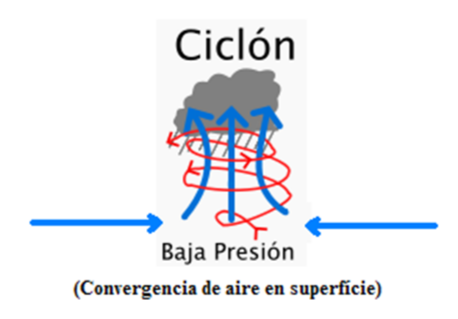 Ciclón
Baja Presión
(Convergencia de aire en superfície)